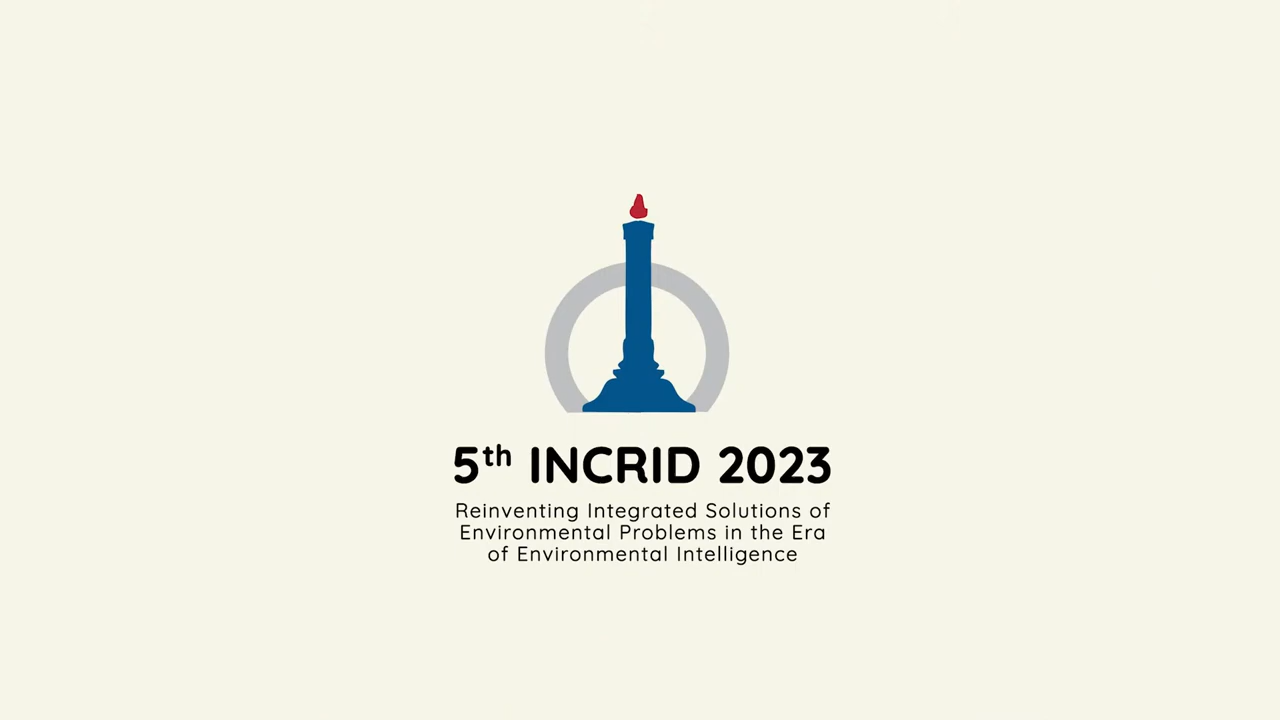 5th INCRID 2023
Reinventing Integrated Solutions of
Environmental Problems in the Era
of Environmental Intelligence